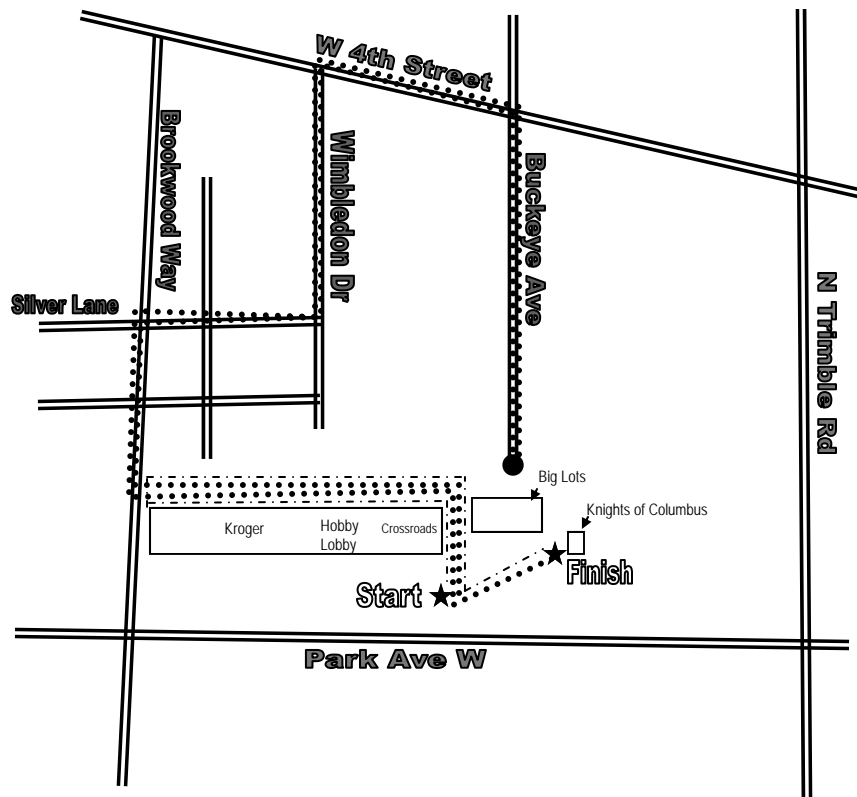 W 4th Street
Brookwood Way
Wimbledon Dr
Buckeye Ave
N Trimble Rd
Silver Lane
Big Lots
Knights of Columbus
Kroger
Hobby
Lobby
Crossroads
Start
Finish
Park Ave W